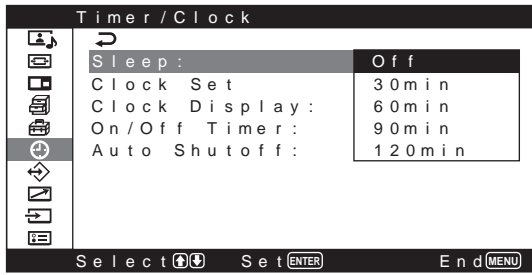 Timer/Clock
Sleep: Off
Clock Set 30min
Clock Display: 60min
On/Off Timer: 90min
Auto Shutoff: 120min
Select Set ENTER End MENU